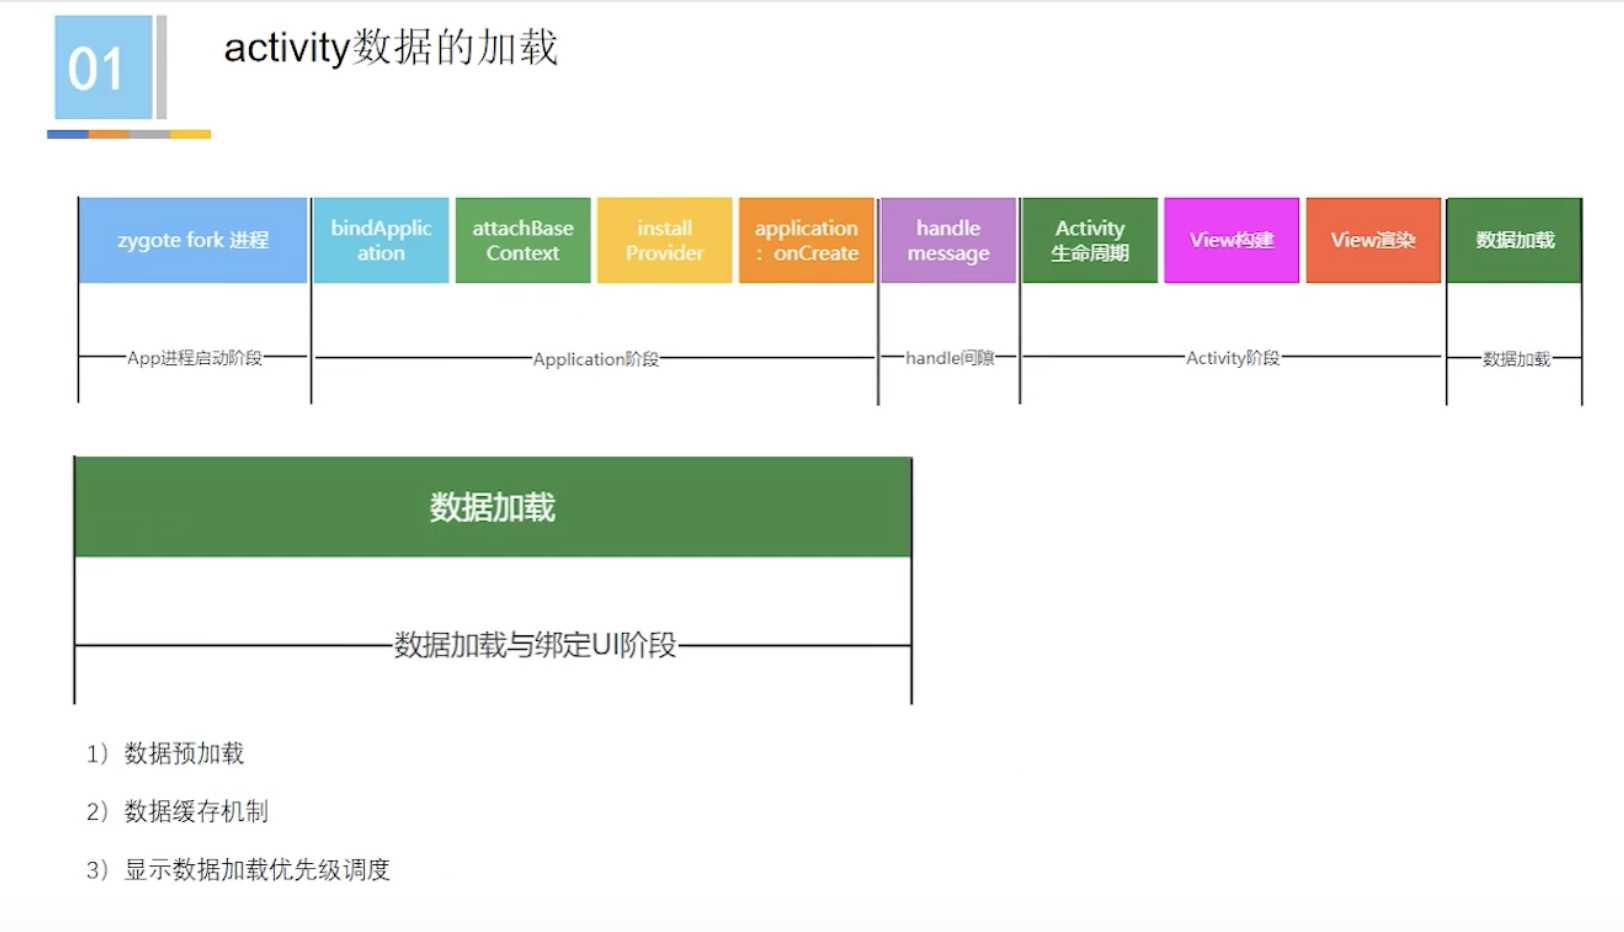 01
activity数据的加载
zygote fork 进程
bindApplic
ation
attachBase
Context
install
Provider
application
：onCreate
handle
message
Activity
生命周期
View构建
View渲染
数据加载
App进程启动阶段
Application阶段
handle间隙
Activity阶段
数据加载
数据加载
数据加载与绑定UI阶段
1）数据预加载
2）数据缓存机制
3）显示数据加载优先级调度